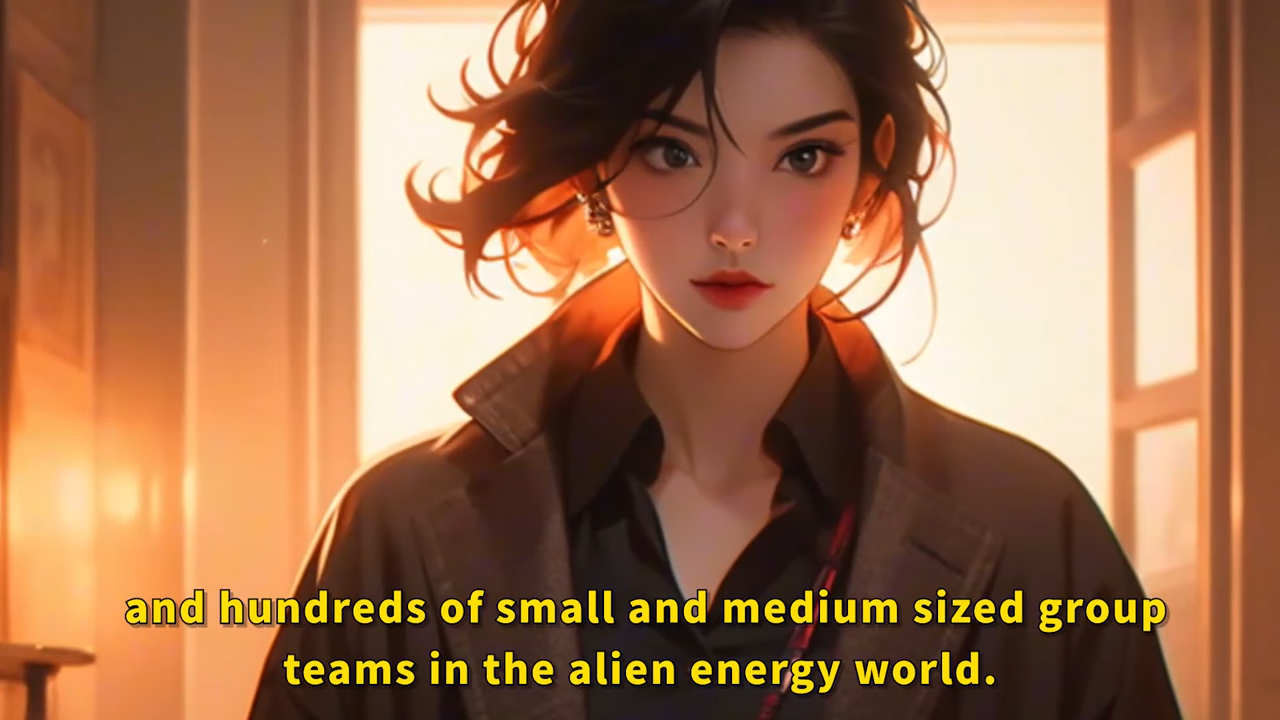 and hundreds of small and medium sized group
teams in the alien energy world.